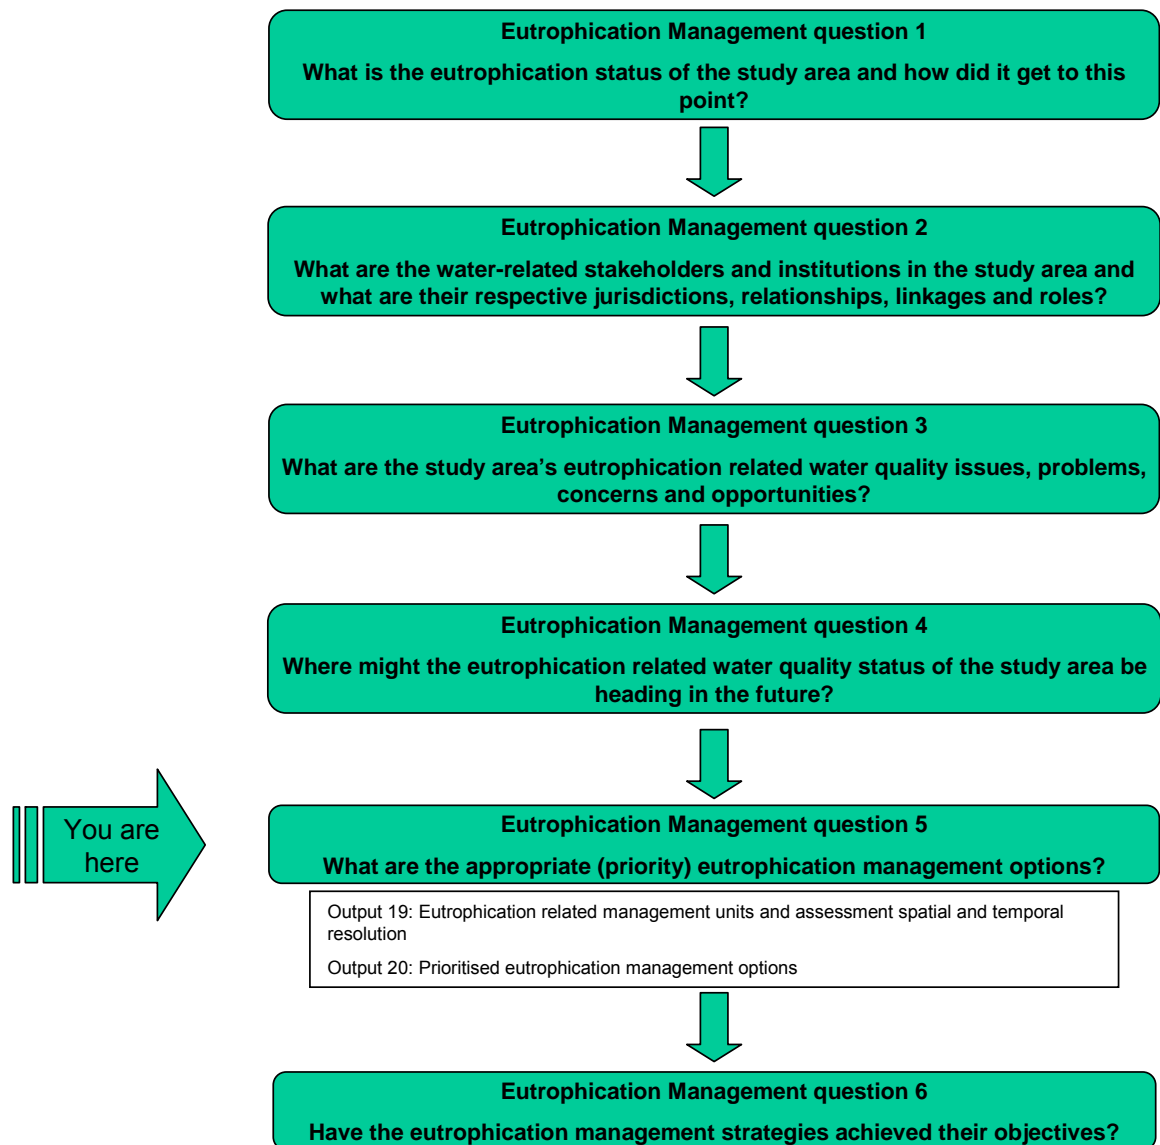 Eutrophication Management question 1
What is the eutrophication status of the study area and how did it get to this
point?
Eutrophication Management question 2
What are the water-related stakeholders and institutions in the study area and
what are their respective jurisdictions, relationships, linkages and roles?
Eutrophication Management question 3
What are the study area’s eutrophication related water quality issues, problems,
concerns and opportunities?
Eutrophication Management question 4
Where might the eutrophication related water quality status of the study area be
heading in the future?
You are
here
Eutrophication Management question 5
What are the appropriate (priority) eutrophication management options?
Output 19: Eutrophication related management units and assessment spatial and temporal
resolution
Output 20: Prioritised eutrophication management options
Eutrophication Management question 6
Have the eutrophication management strategies achieved their objectives?